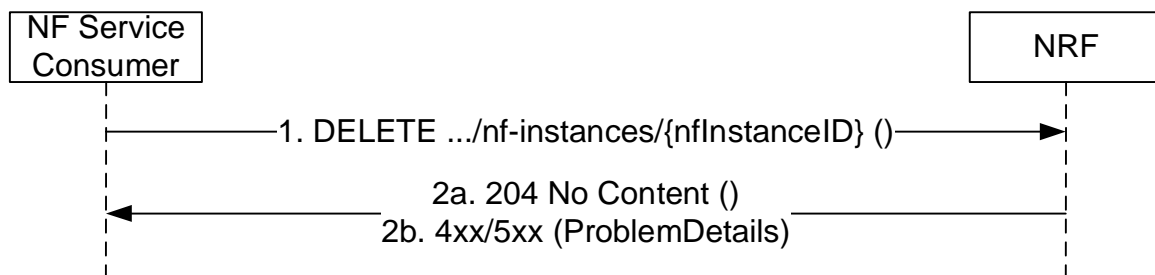 NF Service
Consumer
NRF
1. DELETE .../nf-instances/{nfInstanceID} ()
2a. 204 No Content ()
2b. 4xx/5xx (ProblemDetails)